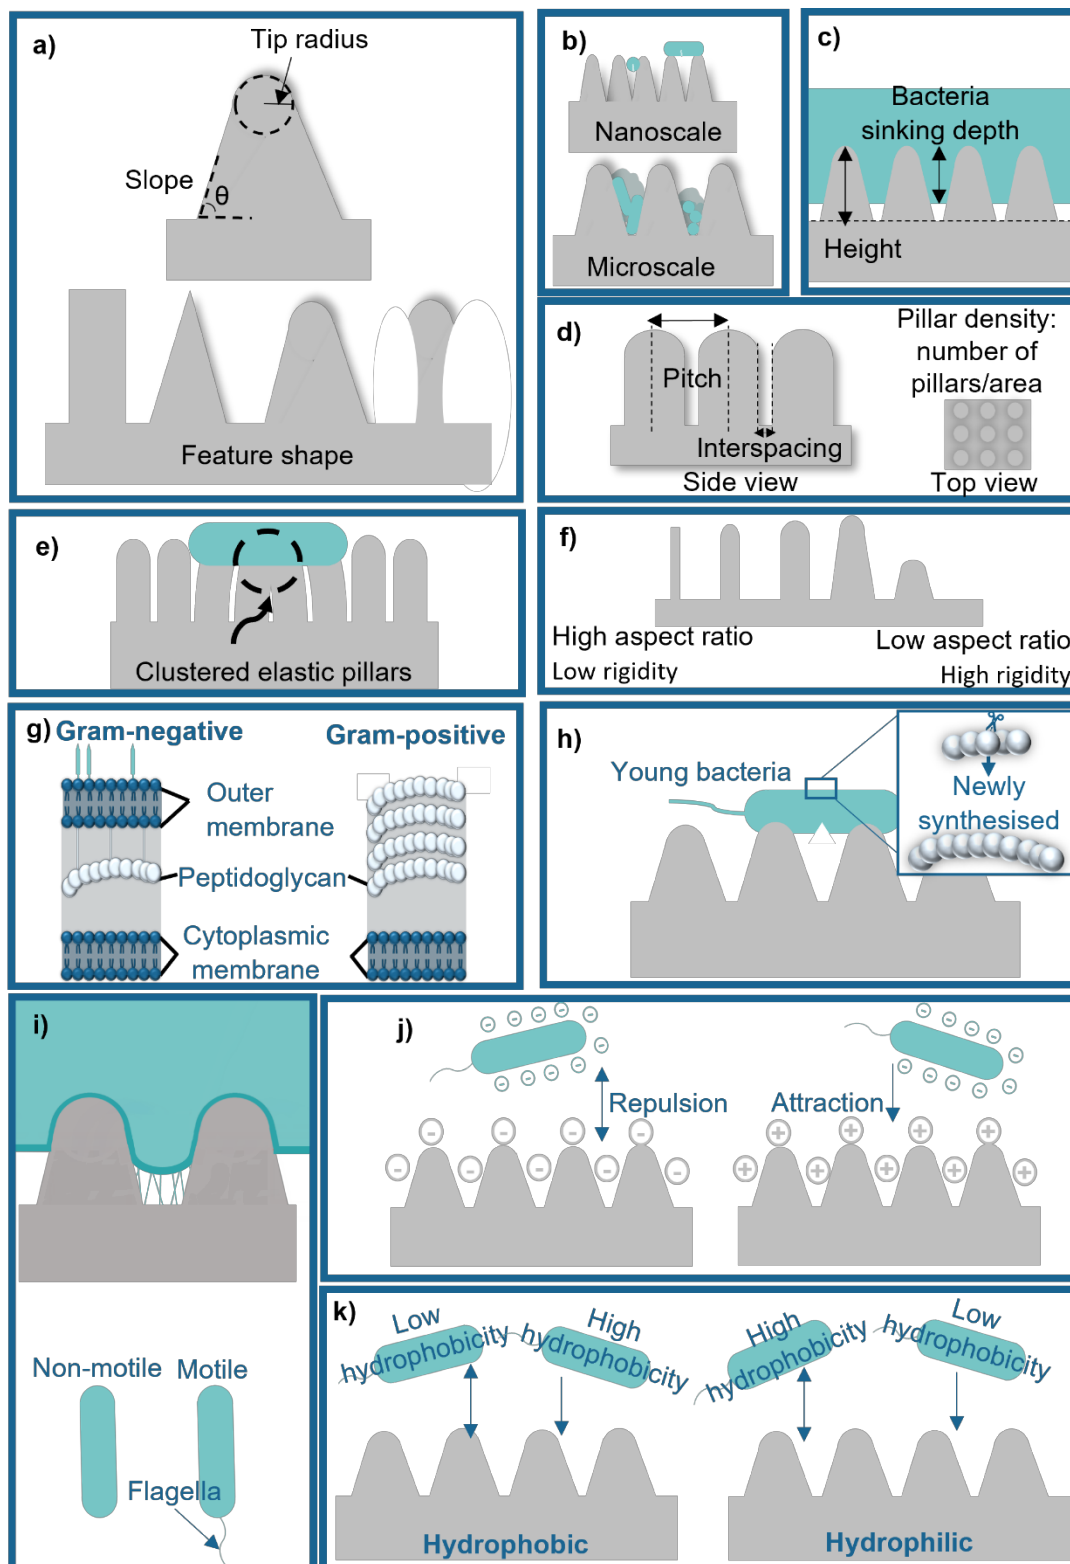 a)
Tip radius
Slope
θ
Feature shape
b)
Nanoscale
Microscale
c)
Bacteria
sinking depth
Height
d)
Pitch
Interspacing
Side view
Pillar density:
number of
pillars/area
Top view
e)
Clustered elastic pillars
f)
High aspect ratio
Low rigidity
Low aspect ratio
High rigidity
g)
Gram-negative
Gram-positive
Outer
membrane
Peptidoglycan
Cytoplasmic
membrane
h)
Young bacteria
Newly
synthesised
i)
Non-motile
Motile
Flagella
j)
- - - - -
Repulsion
- - - -
- - - -
- - - - -
Attraction
+ + + +
+ + + +
k)
Low
hydrophobicity
High
hydrophobicity
Hydrophobic
High
hydrophobicity
Low
hydrophobicity
Hydrophilic